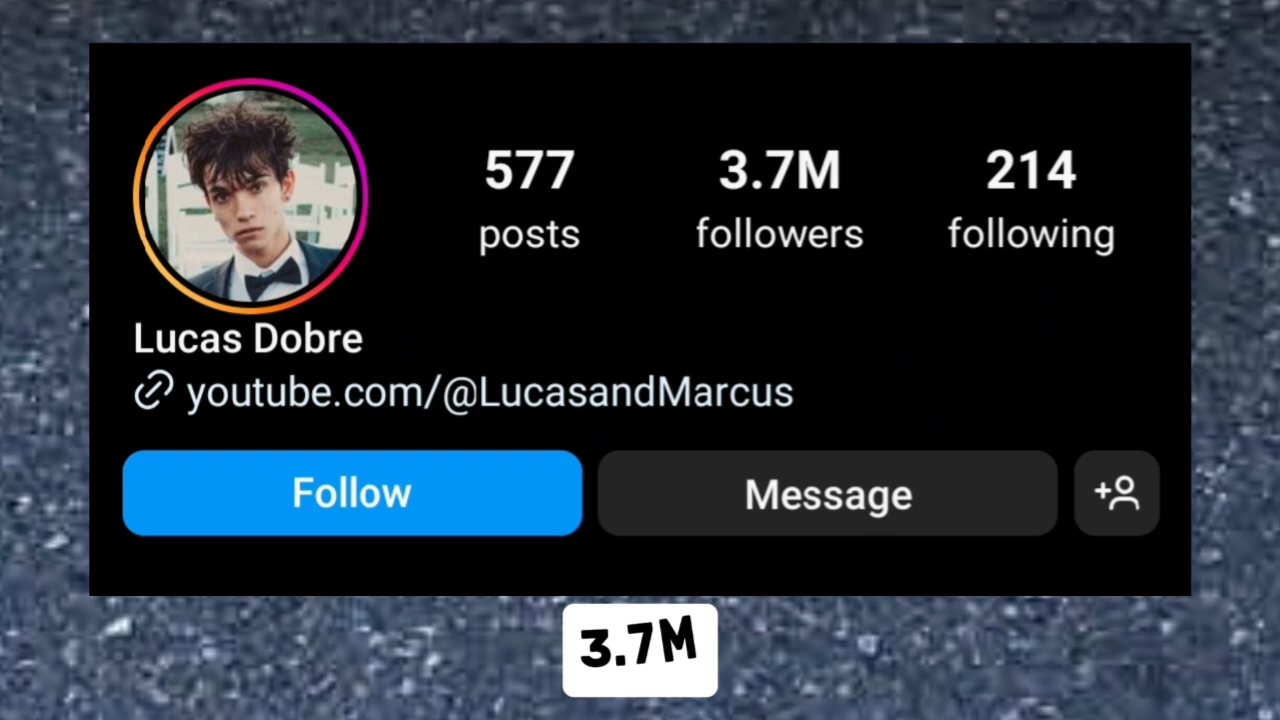 577 3.7M 214
posts followers following
Lucas Dobre
youtube.com/@LucasandMarcus
Follow Message
3.7M